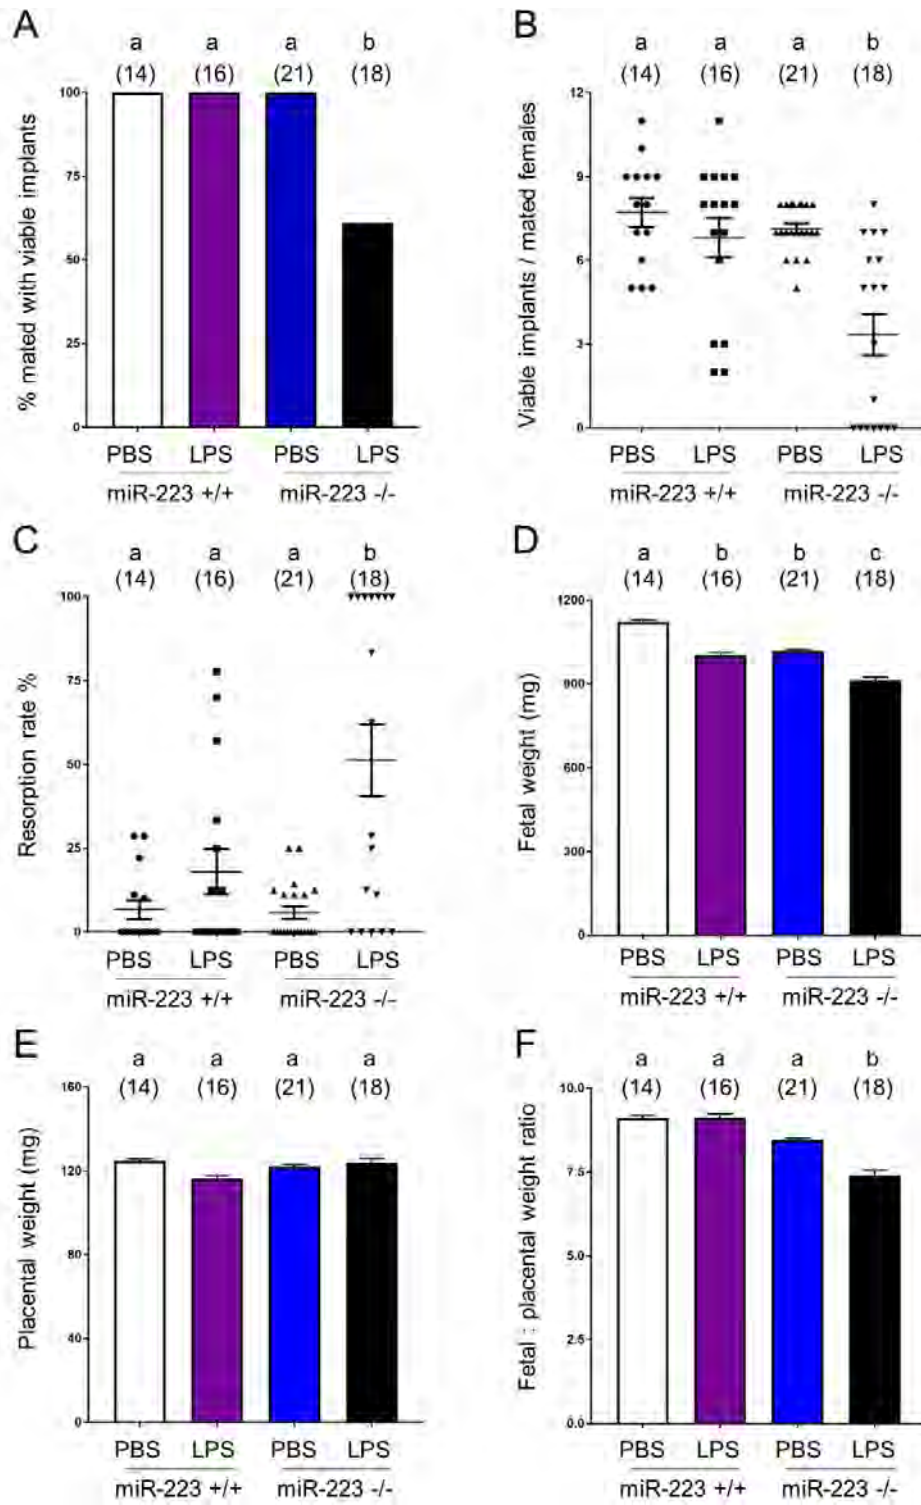 A
a a a b
(14) (16) (21) (18)
% mated with viable implants
100
75
50
25
0
PBS LPS PBS LPS
miR-223 +/+ miR-223 -/-
B
a a a b
(14) (16) (21) (18)
Viable implants / mated females
12
9
6
3
0
PBS LPS PBS LPS
miR-223 +/+ miR-223 -/-
C
a a a b
(14) (16) (21) (18)
Resorption rate %
100
75
50
25
0
PBS LPS PBS LPS
miR-223 +/+ miR-223 -/-
D
a b b c
(14) (16) (21) (18)
Fetal weight (mg)
1200
900
600
300
0
PBS LPS PBS LPS
miR-223 +/+ miR-223 -/-
E
a a a a
(14) (16) (21) (18)
Placental weight (mg)
160
120
80
40
0
PBS LPS PBS LPS
miR-223 +/+ miR-223 -/-
F
a a a b
(14) (16) (21) (18)
Fetal : placental weight ratio
10.0
7.5
5.0
2.5
0.0
PBS LPS PBS LPS
miR-223 +/+ miR-223 -/-